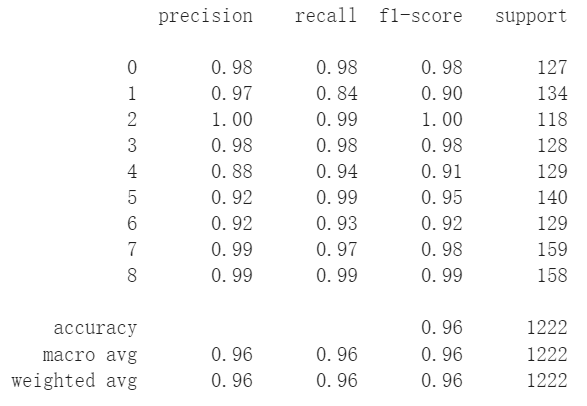 precision recall f1-score support
0 0.98 0.98 0.98 127
1 0.97 0.84 0.90 134
2 1.00 0.99 1.00 118
3 0.98 0.98 0.98 128
4 0.88 0.94 0.91 129
5 0.92 0.99 0.95 140
6 0.92 0.93 0.92 129
7 0.99 0.97 0.98 159
8 0.99 0.99 0.99 158
accuracy 0.96 1222
macro avg 0.96 0.96 0.96 1222
weighted avg 0.96 0.96 0.96 1222